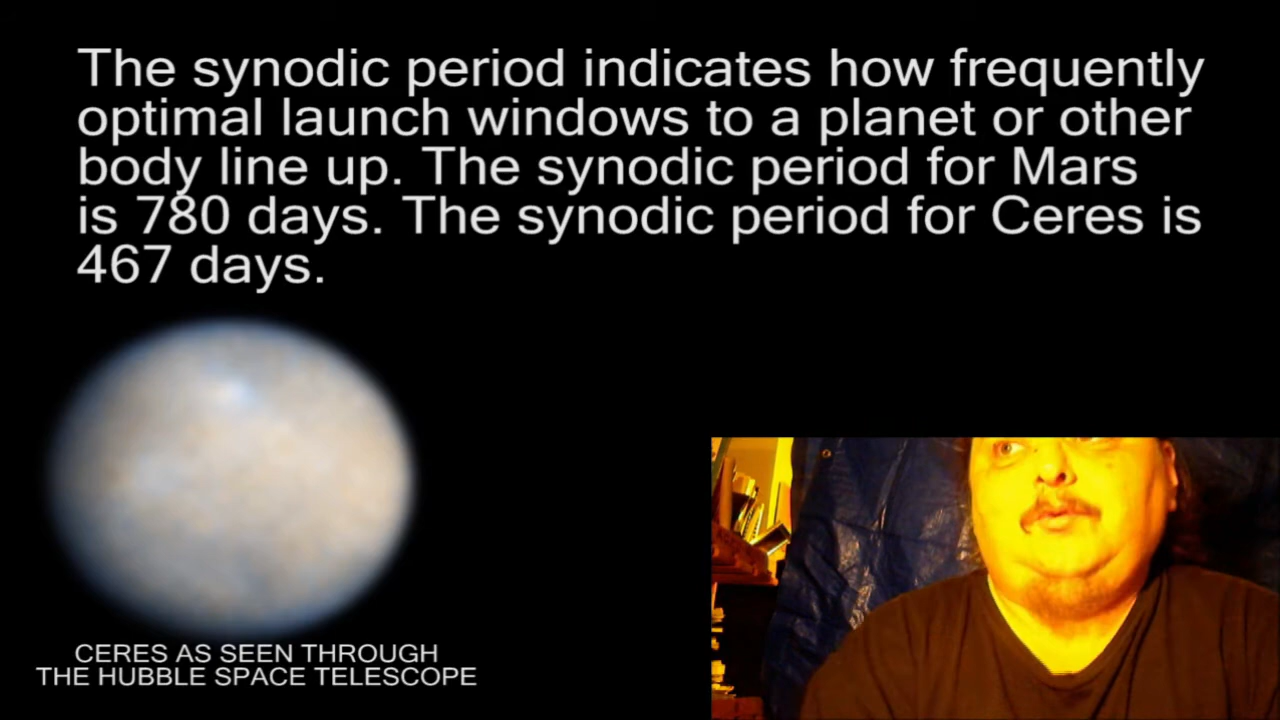 The synodic period indicates how frequently
optimal launch windows to a planet or other
body line up. The synodic period for Mars
is 780 days. The synodic period for Ceres is
467 days.
CERES AS SEEN THROUGH
THE HUBBLE SPACE TELESCOPE